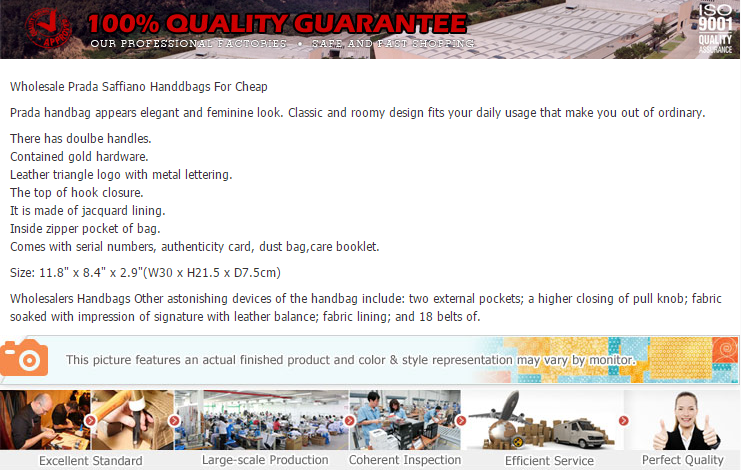 100% QUALITY GUARANTEE
OUR PROFESSIONAL FACTORIES • SAFE AND FAST SHOPPING
ISO
9001
QUALITY
ASSURANCE
Wholesale Prada Saffiano Handdbags For Cheap
Prada handbag appears elegant and feminine look. Classic and roomy design fits your daily usage that make you out of ordinary.
There has doulbe handles.
Contained gold hardware.
Leather triangle logo with metal lettering.
The top of hook closure.
It is made of jacquard lining.
Inside zipper pocket of bag.
Comes with serial numbers, authenticity card, dust bag,care booklet.
Size: 11.8" x 8.4" x 2.9"(W30 x H21.5 x D7.5cm)
Wholesalers Handbags Other astonishing devices of the handbag include: two external pockets; a higher closing of pull knob; fabric
soaked with impression of signature with leather balance; fabric lining; and 18 belts of.
This picture features an actual finished product and color & style representation may vary by monitor.
Excellent Standard
Large-scale Production
Coherent Inspection
Efficient Service
Perfect Quality